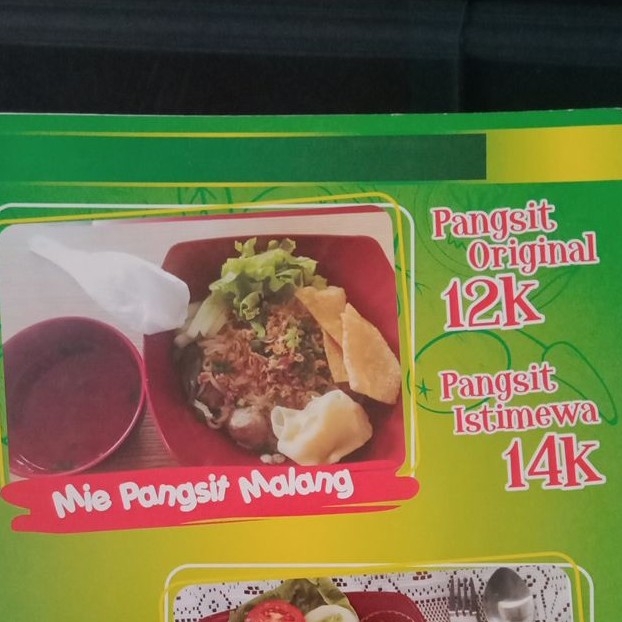 Pangsit
Original
12k
Pangsit
Istimewa
14k
Mie Pangsit Malang